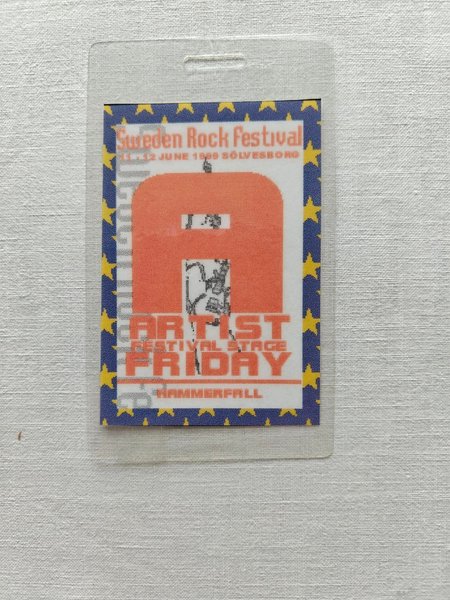 Sweden Rock Festival
11 - 12 JUNE 1999 SÖLVESBORG
A
ARTIST
FESTIVAL STAGE
FRIDAY
HAMMERFALL